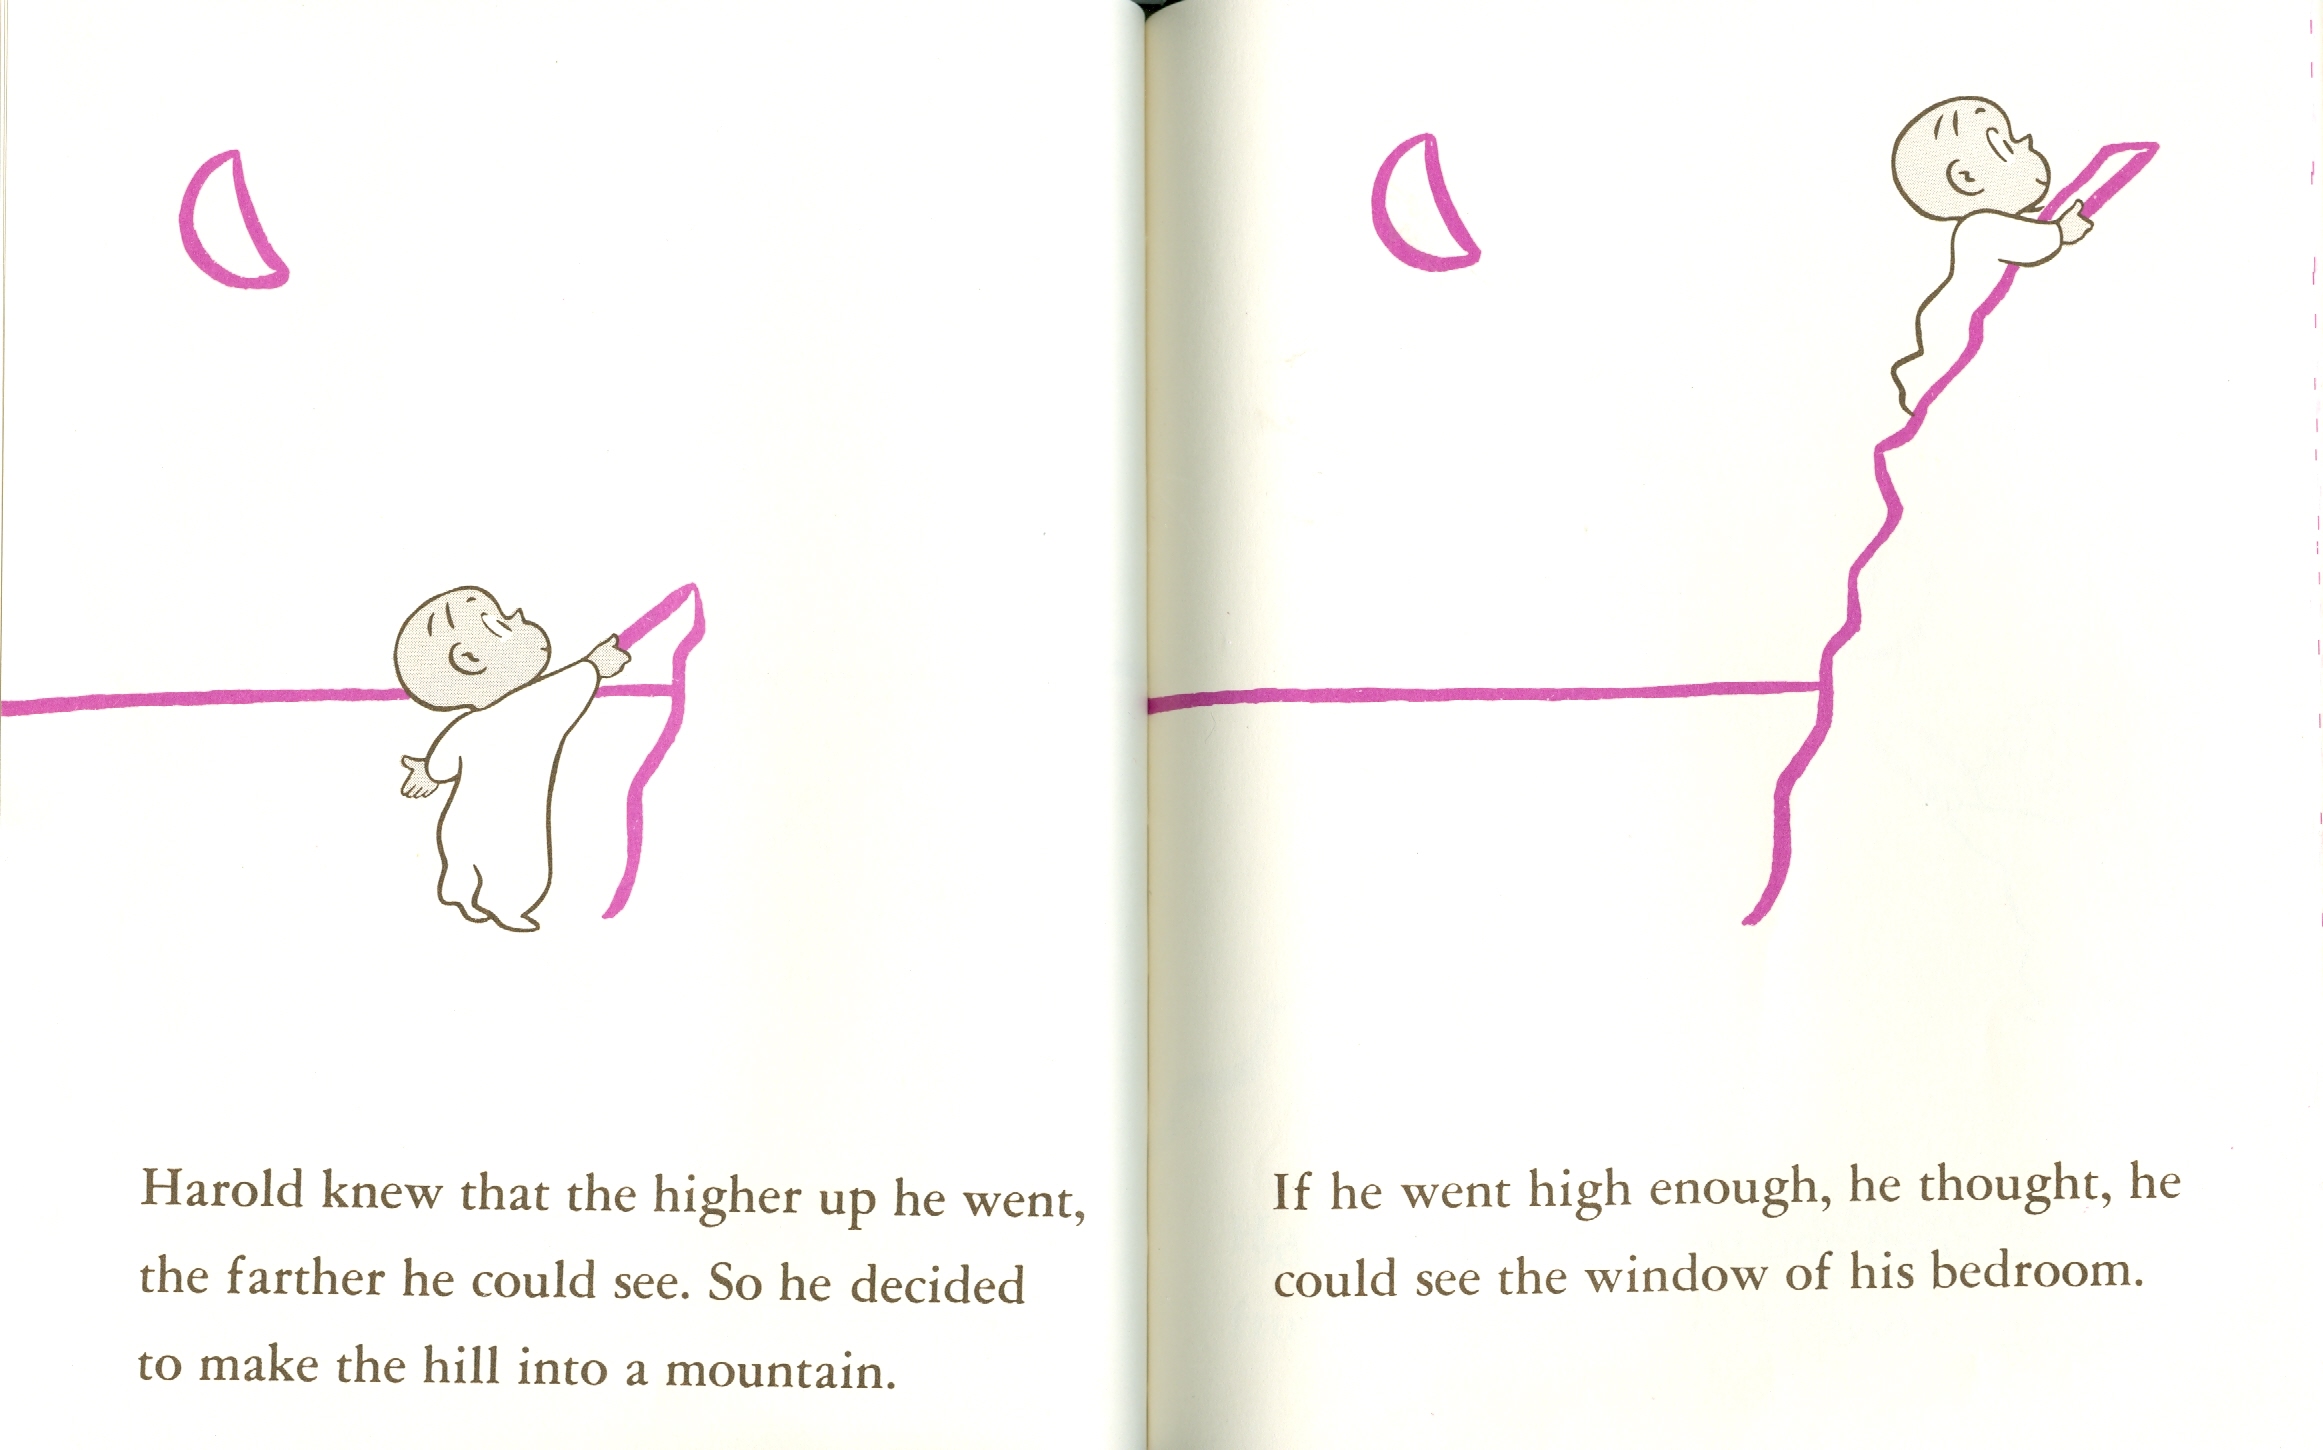 Harold knew that the higher up he went,
the farther he could see. So he decided
to make the hill into a mountain.
If he went high enough, he thought, he
could see the window of his bedroom.